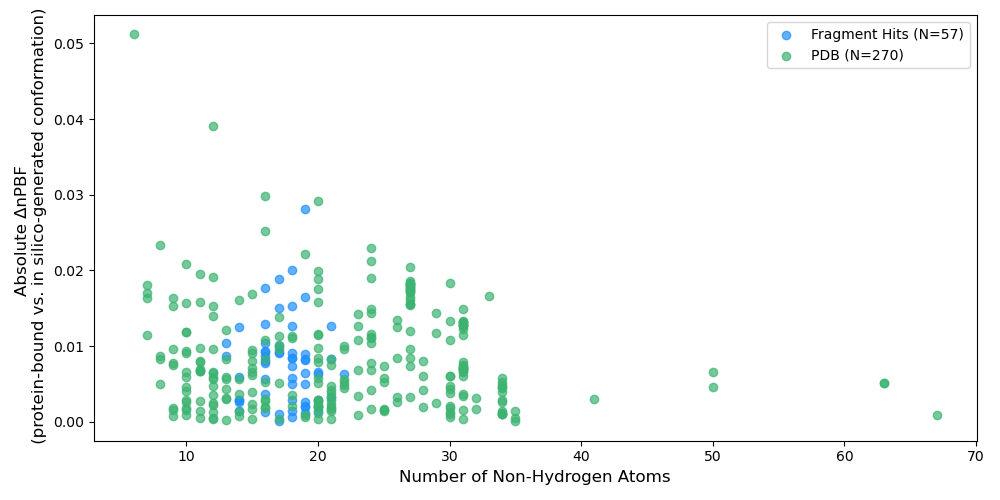 Fragment Hits (N=57)
PDB (N=270)
Absolute ΔnPBF
(protein-bound vs. in silico-generated conformation)
0.05
0.04
0.03
0.02
0.01
0.00
10
20
30
40
50
60
70
Number of Non-Hydrogen Atoms